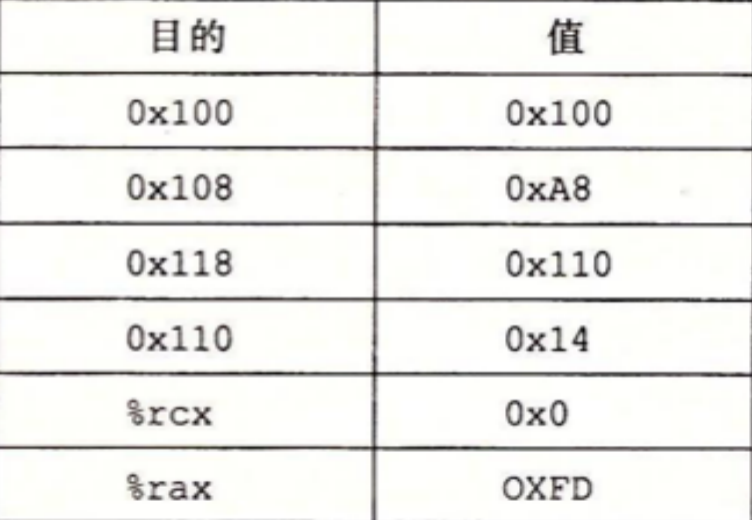 目的 值
0x100 0x100
0x108 0xA8
0x118 0x110
0x110 0x14
%rcx 0x0
%rax OXFD